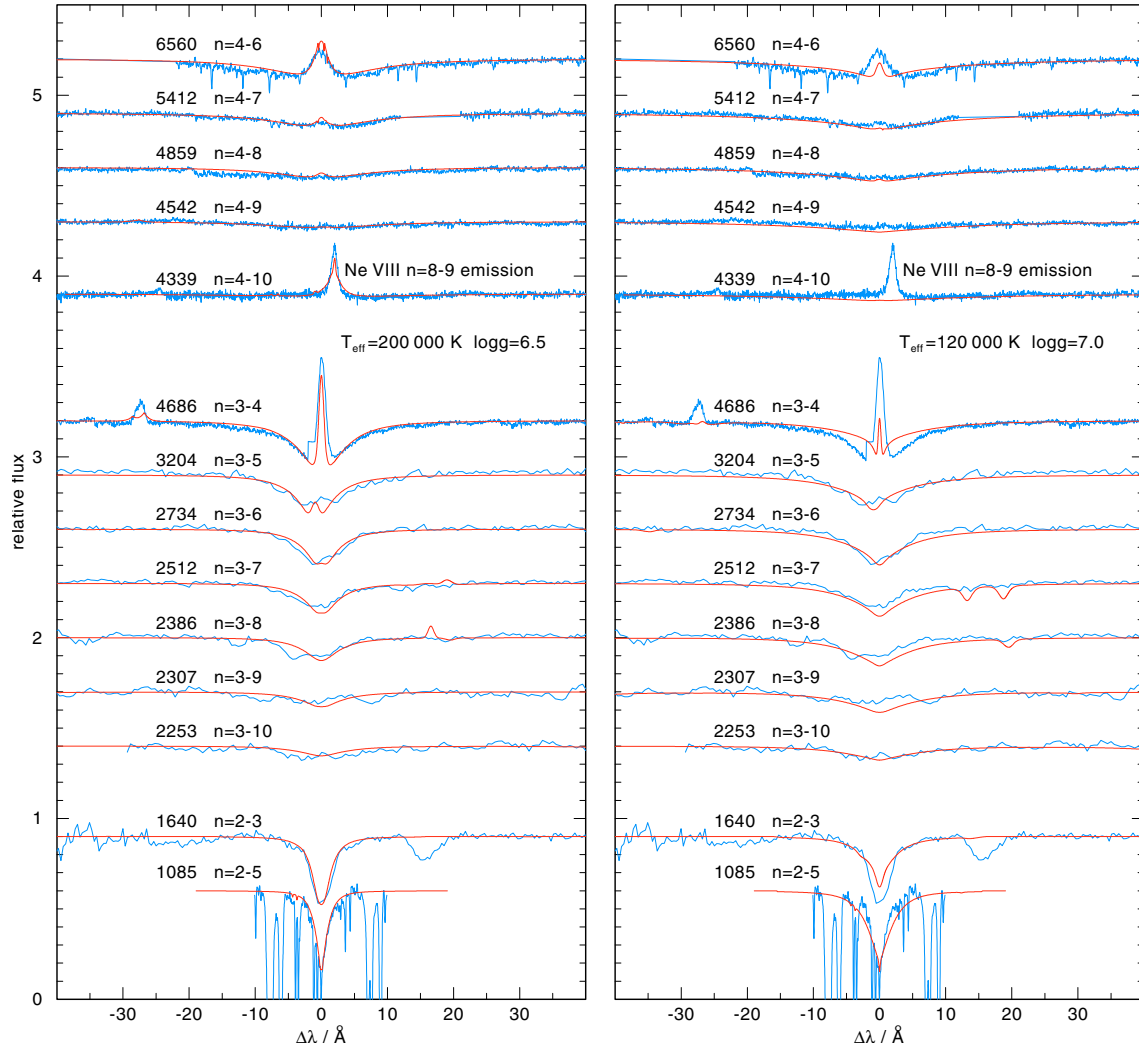 6560 n=4-6
5412 n=4-7
4859 n=4-8
4542 n=4-9
4339 n=4-10
Ne VIII n=8-9 emission
T_eff=200 000 K logg=6.5
4686 n=3-4
3204 n=3-5
2734 n=3-6
2512 n=3-7
2386 n=3-8
2307 n=3-9
2253 n=3-10
1640 n=2-3
1085 n=2-5
5
4
3
2
1
0
relative flux
-30 -20 -10 0 10 20 30
Δλ / Å
6560 n=4-6
5412 n=4-7
4859 n=4-8
4542 n=4-9
4339 n=4-10
Ne VIII n=8-9 emission
T_eff=120 000 K logg=7.0
4686 n=3-4
3204 n=3-5
2734 n=3-6
2512 n=3-7
2386 n=3-8
2307 n=3-9
2253 n=3-10
1640 n=2-3
1085 n=2-5
-30 -20 -10 0 10 20 30
Δλ / Å